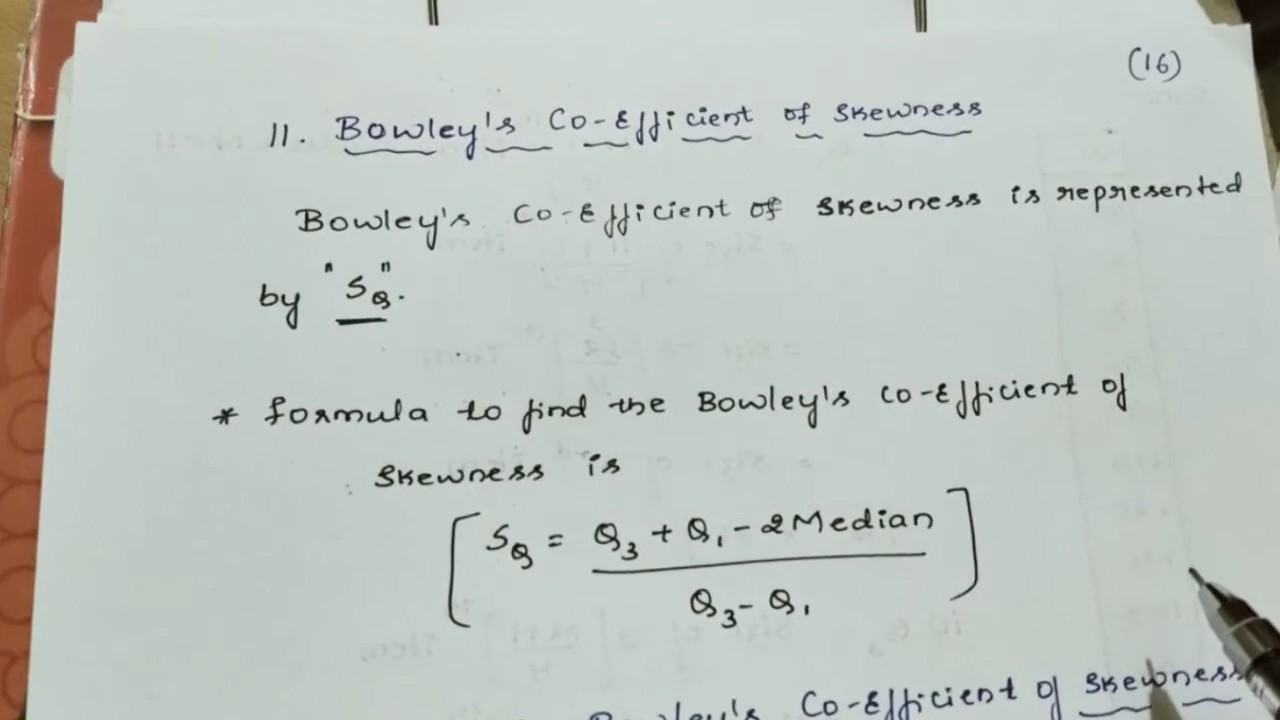 (16)
11. Bowley's Co-Efficient of Skewness
Bowley's Co-Efficient of Skewness is represented
by "SQ".
* Formula to find the Bowley's Co-Efficient of
Skewness is
[SQ = Q3 + Q1 - 2Median / Q3 - Q1]
Bowley's Co-Efficient of Skewness